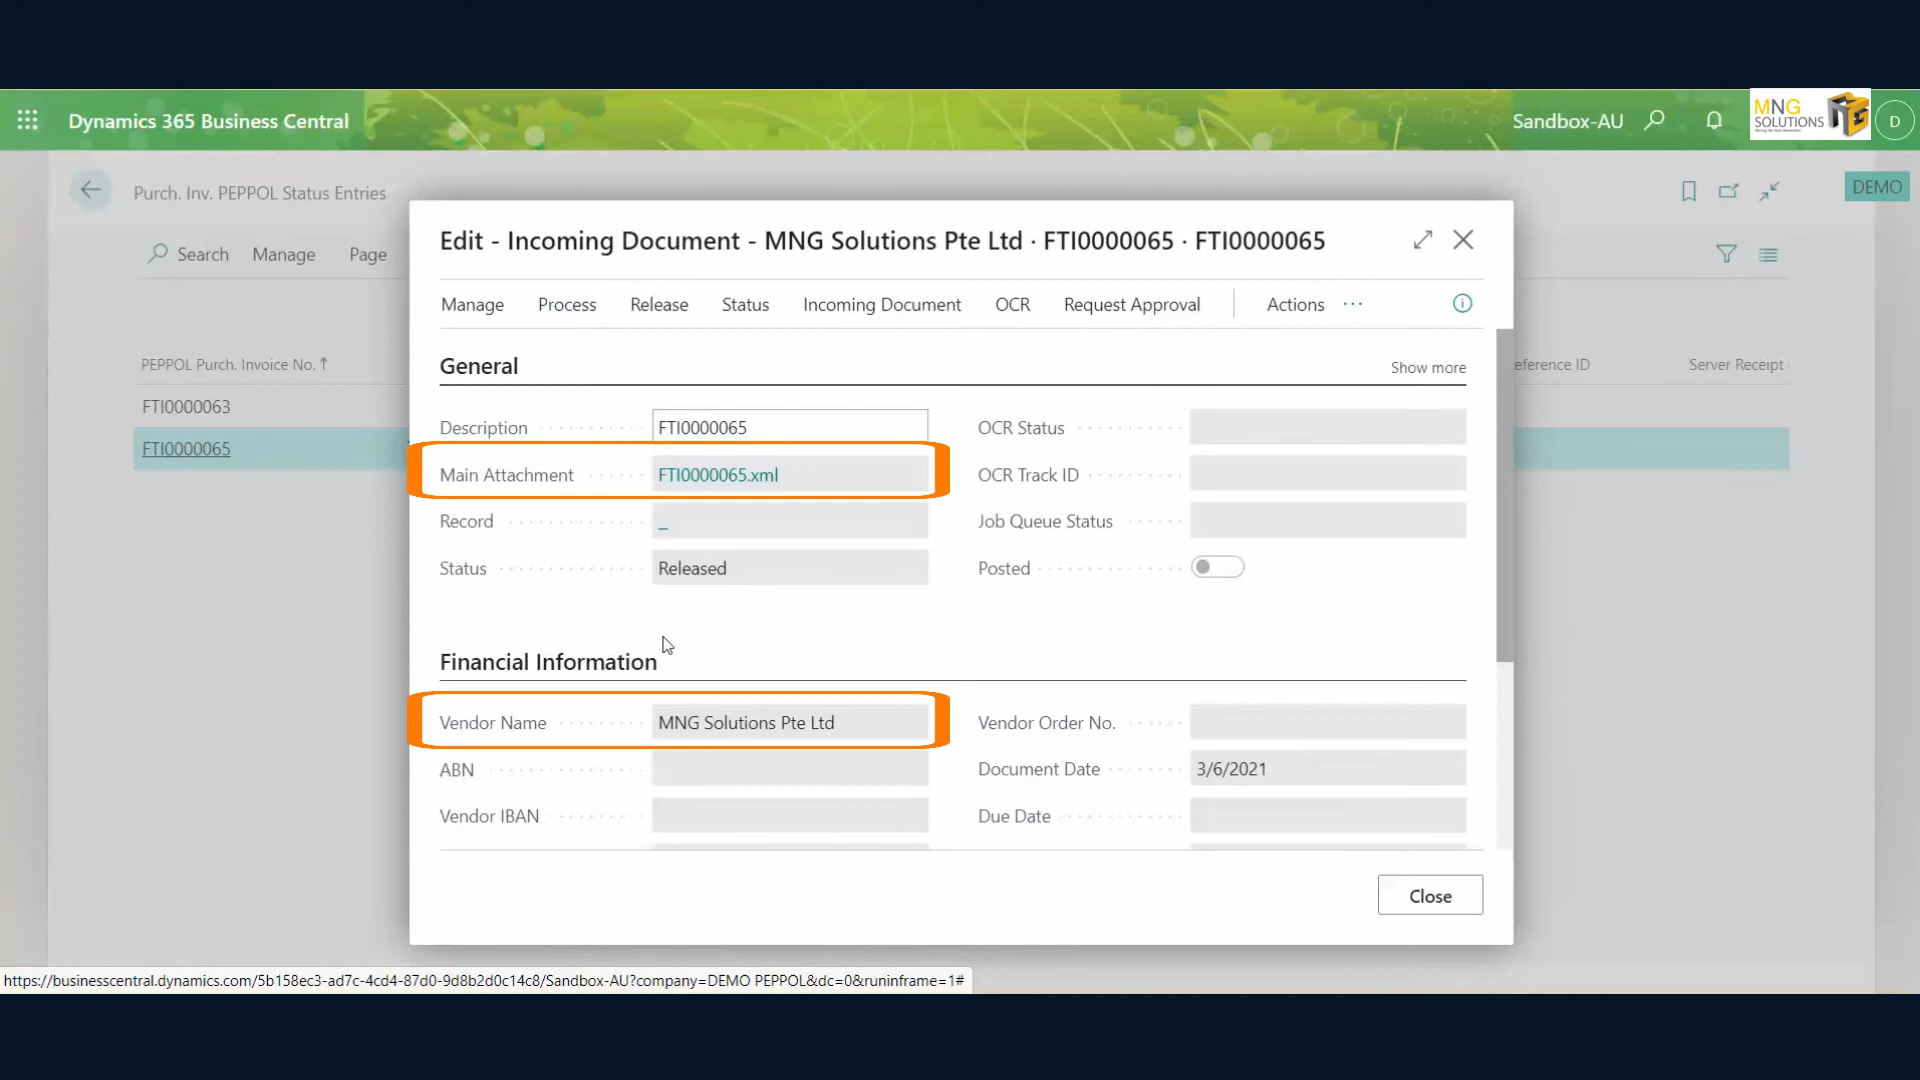 Dynamics 365 Business Central
Sandbox-AU
MNG
SOLUTIONS
D
Purch. Inv. PEPPOL Status Entries
DEMO
Search Manage Page
Edit - Incoming Document - MNG Solutions Pte Ltd · FTI0000065 · FTI0000065
Manage Process Release Status Incoming Document OCR Request Approval Actions ...
PEPPOL Purch. Invoice No. ↑
eference ID Server Receipt
FTI0000063
FTI0000065
General
Show more
Description FTI0000065
OCR Status
Main Attachment FTI0000065.xml
OCR Track ID
Record _
Job Queue Status
Status Released
Posted
Financial Information
Vendor Name MNG Solutions Pte Ltd
Vendor Order No.
ABN
Document Date 3/6/2021
Vendor IBAN
Due Date
Close
https://businesscentral.dynamics.com/5b158ec3-ad7c-4cd4-87d0-9d8b2d0c14c8/Sandbox-AU?company=DEMO PEPPOL&dc=0&runinframe=1#